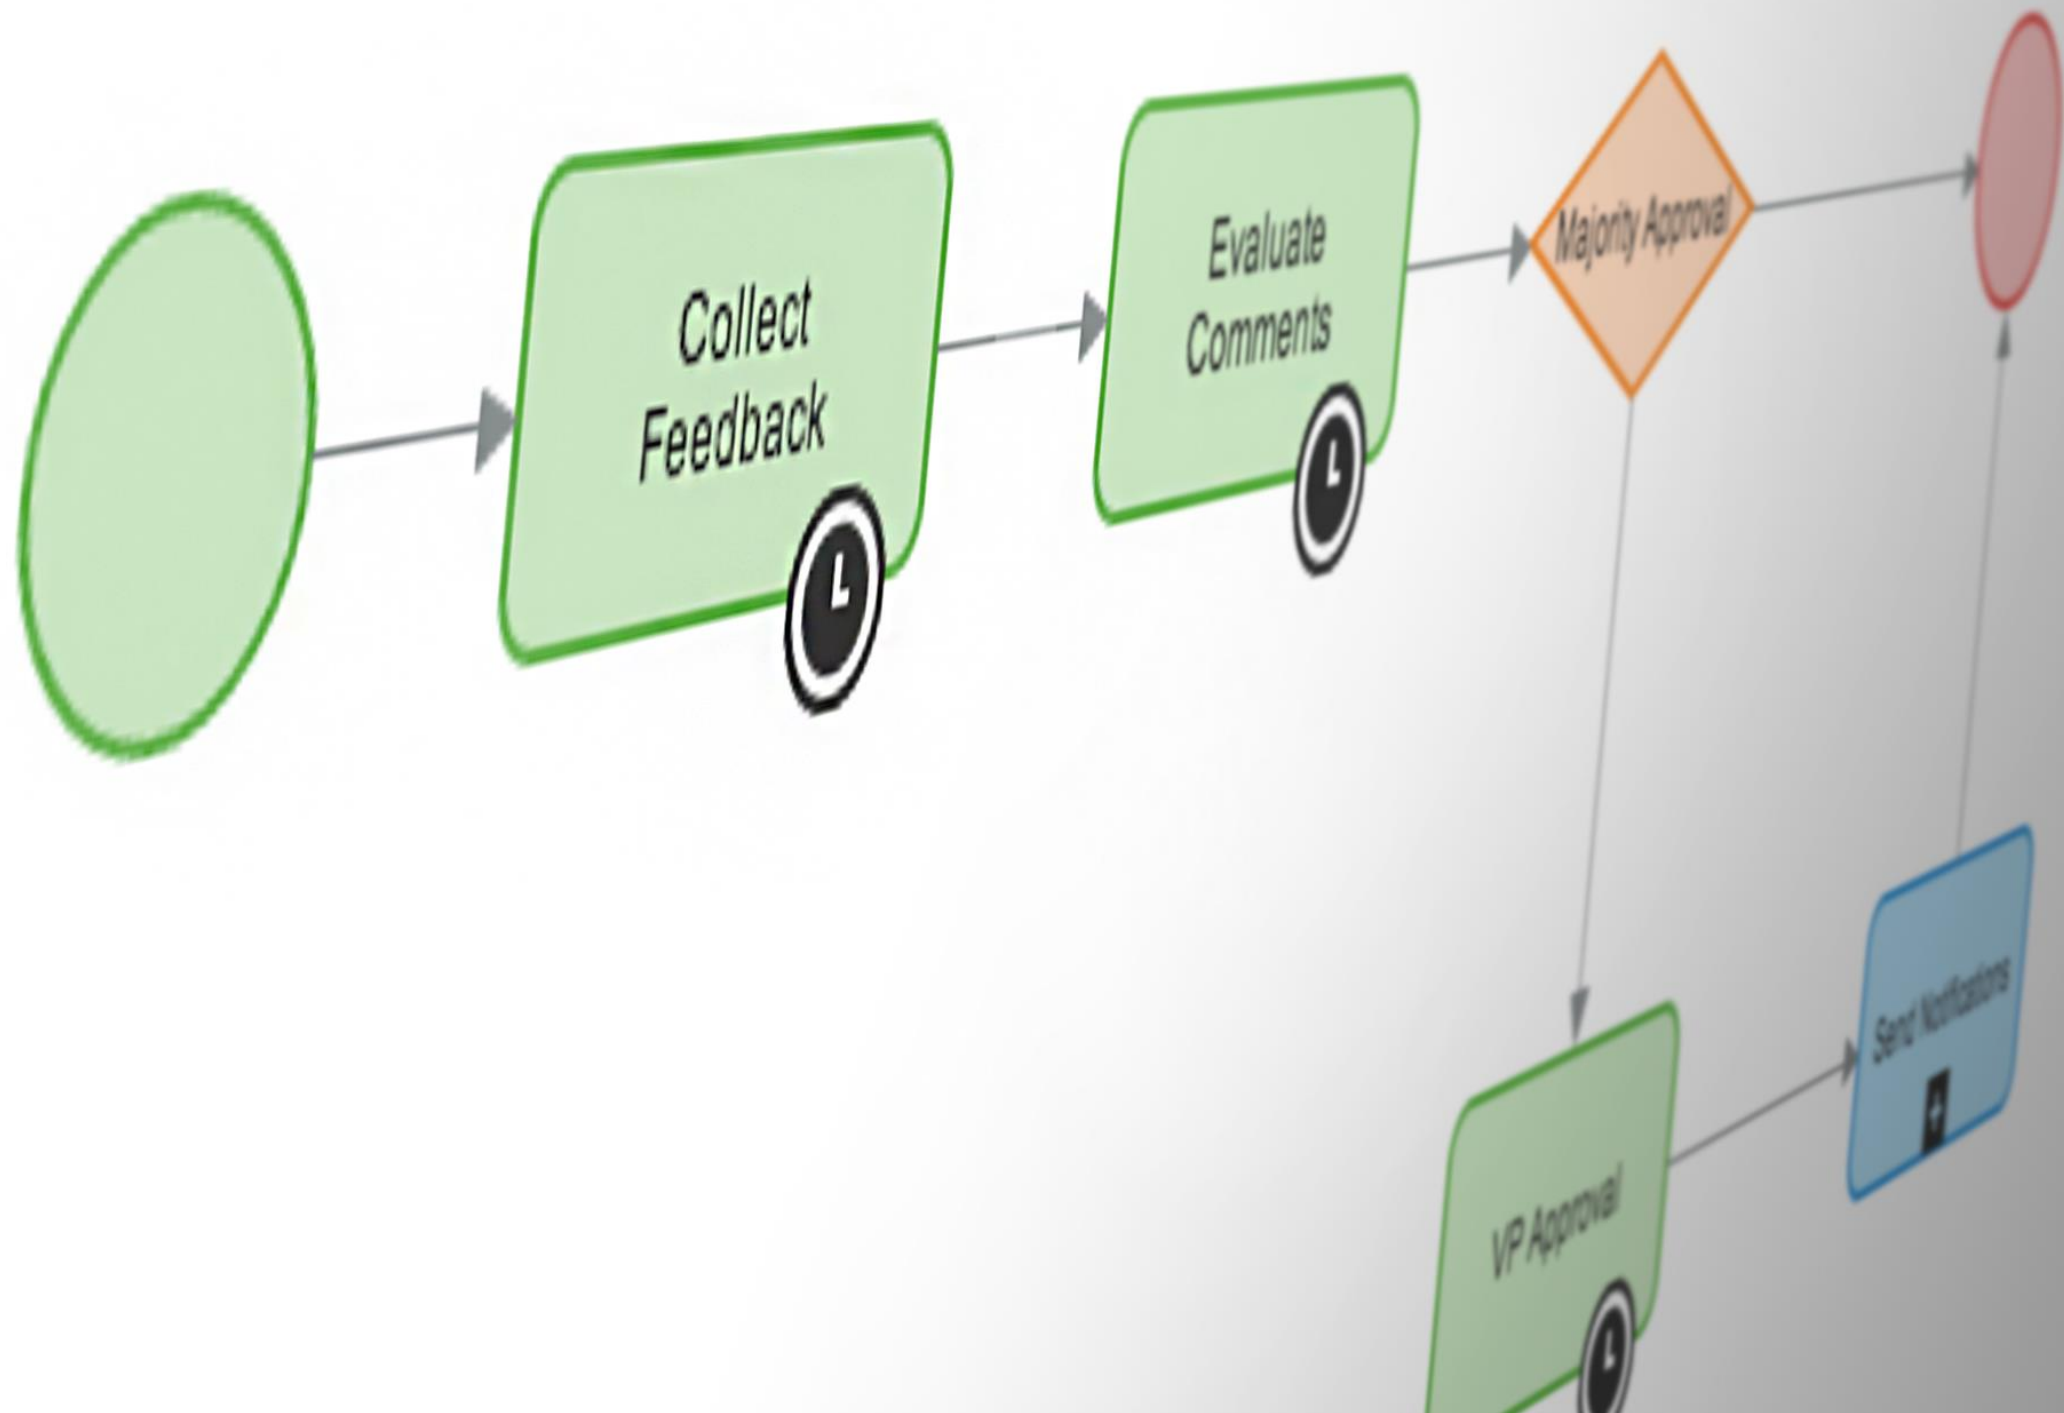 Collect
Feedback
Evaluate
Comments
Majority Approval
Send Notifications
VP Approval